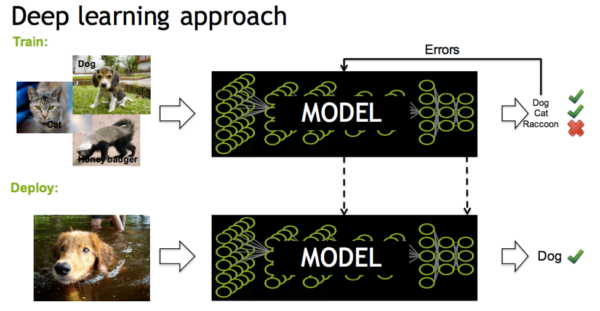 Deep learning approach
Train:
Errors
Dog
Cat
Honey badger
MODEL
Dog
Cat
Raccoon
Deploy:
MODEL
Dog